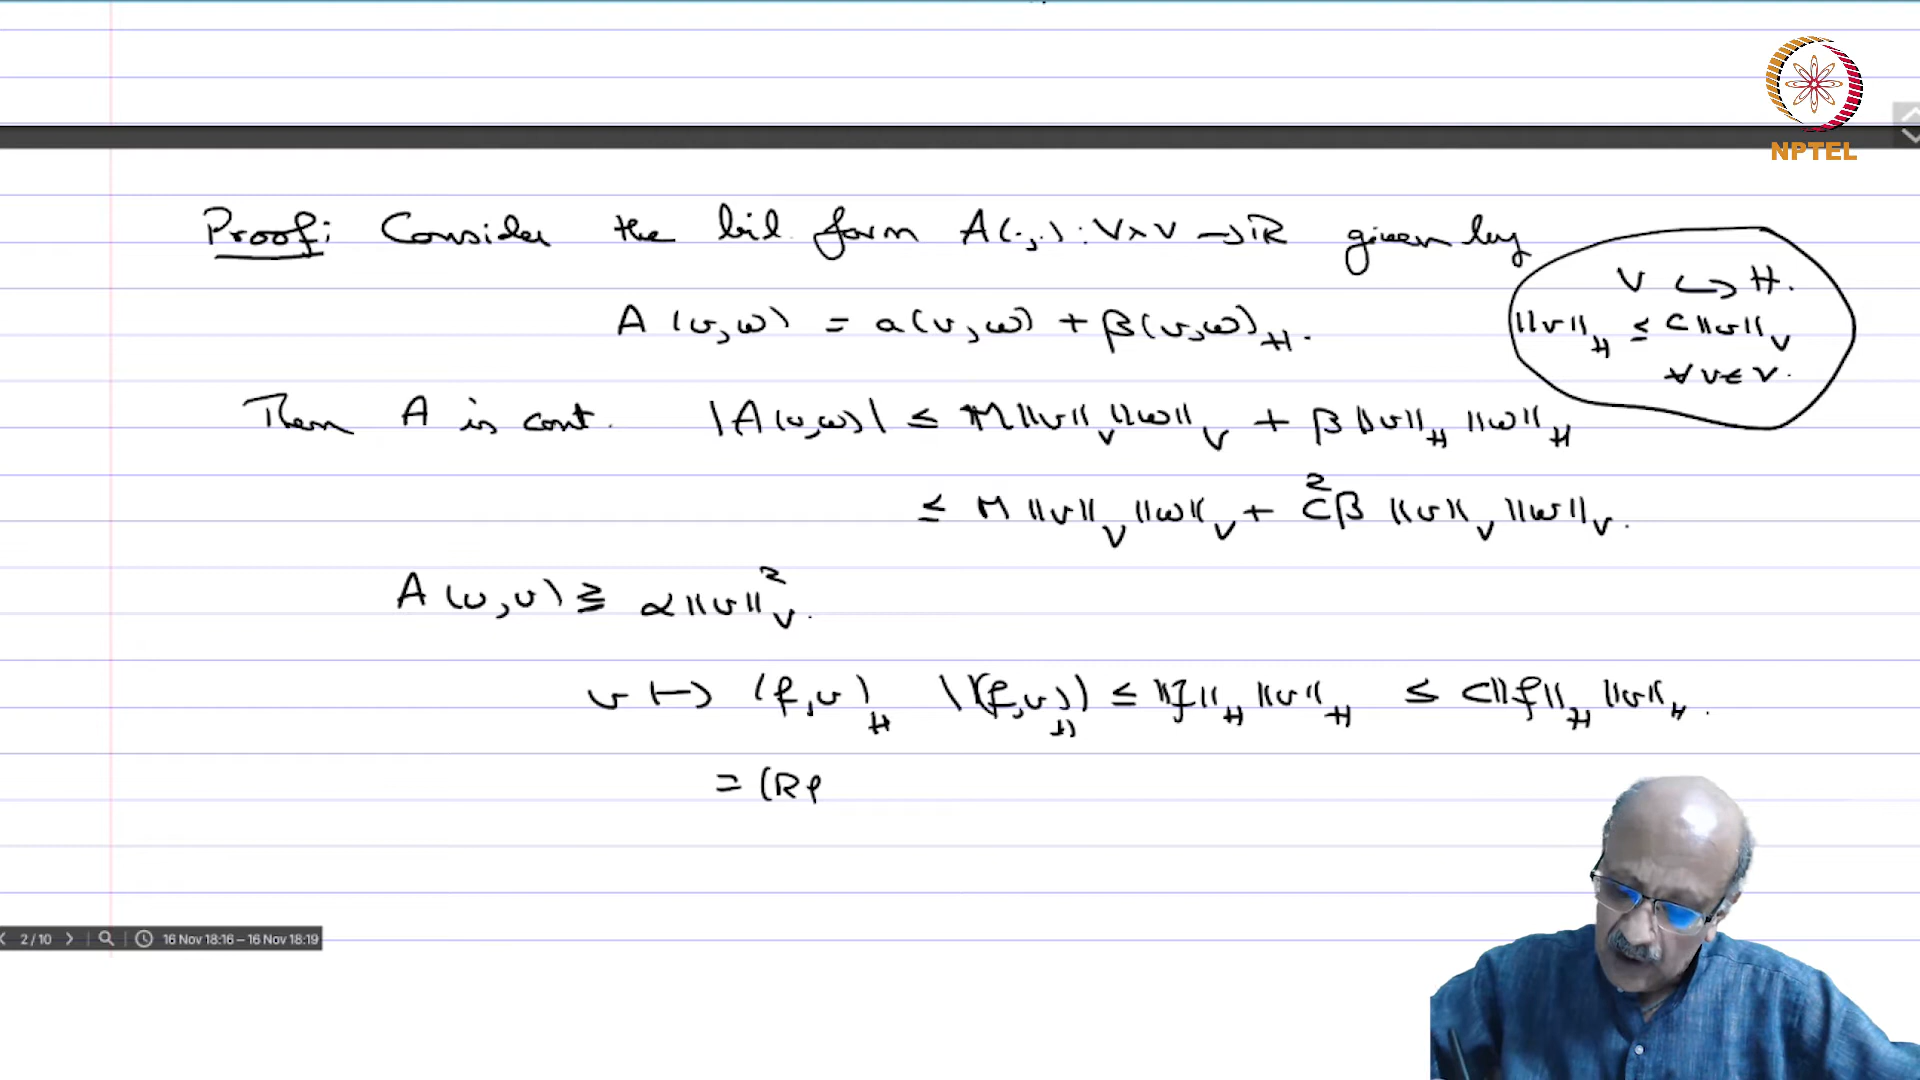 NPTEL
Proof: Consider the bil. form A(·,·) : V×V → ℝ given by
V ↪ H.
‖v‖_H ≤ C‖v‖_V
∀ v ∈ V.
A(v,w) = a(v,w) + β(v,w)_H.
Then A is cont. |A(v,w)| ≤ M‖v‖_V ‖w‖_V + β‖v‖_H ‖w‖_H
≤ M‖v‖_V ‖w‖_V + C²β ‖v‖_V ‖w‖_V.
A(v,v) ≥ α‖v‖²_V.
v ↦ (f,v)_H |(f,v)_H| ≤ ‖f‖_H ‖v‖_H ≤ C‖f‖_H ‖v‖_H.
= (Rf
2 / 10 16 Nov 18:16 – 16 Nov 18:19